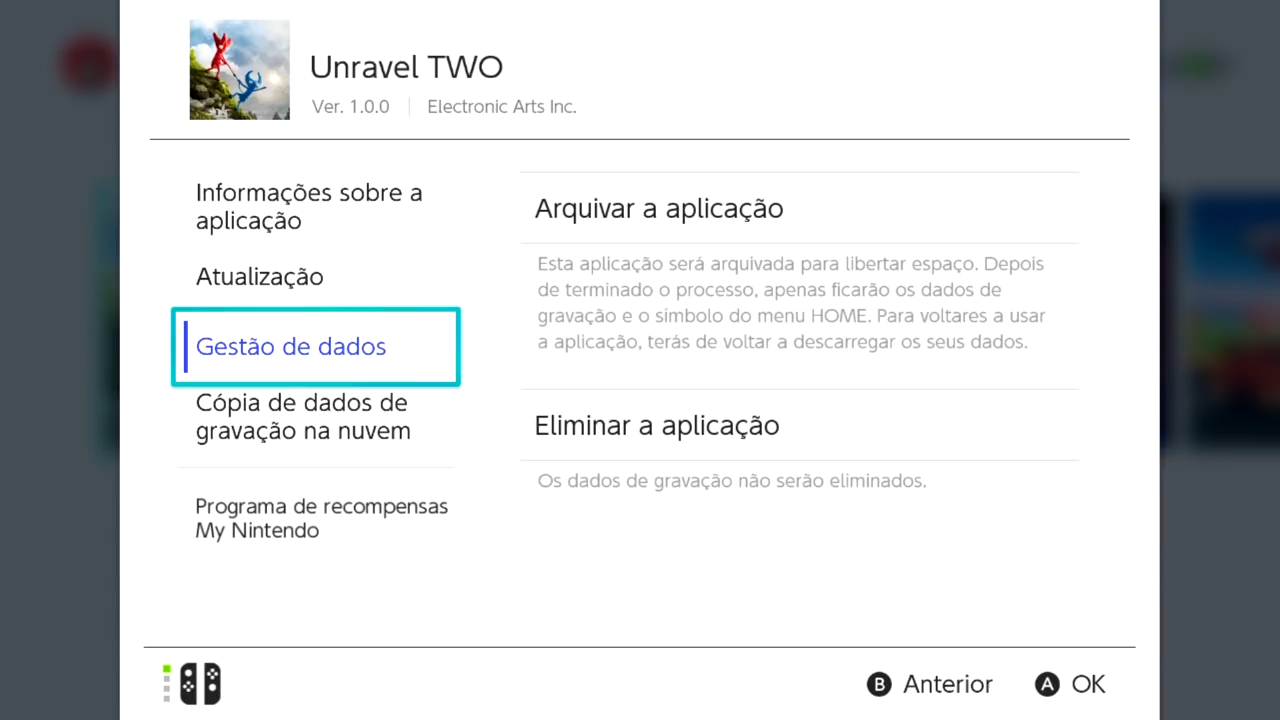 Unravel TWO
Ver. 1.0.0
Electronic Arts Inc.
Informações sobre a
aplicação
Atualização
Gestão de dados
Cópia de dados de
gravação na nuvem
Programa de recompensas
My Nintendo
Arquivar a aplicação
Esta aplicação será arquivada para libertar espaço. Depois
de terminado o processo, apenas ficarão os dados de
gravação e o símbolo do menu HOME. Para voltares a usar
a aplicação, terás de voltar a descarregar os seus dados.
Eliminar a aplicação
Os dados de gravação não serão eliminados.
B Anterior
A OK